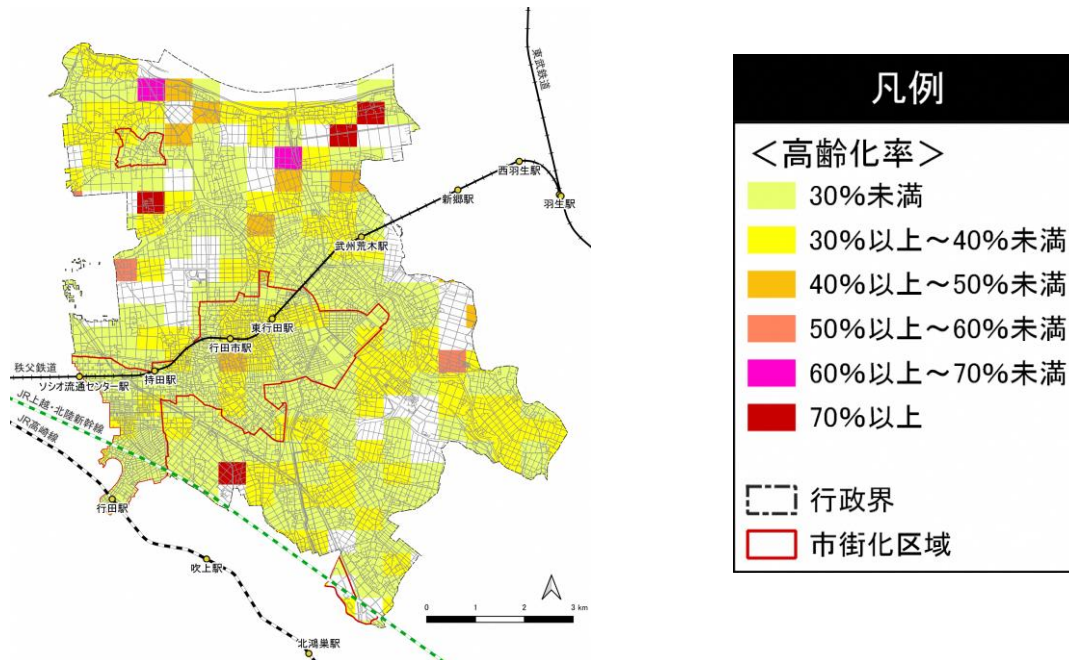 東武鉄道
西羽生駅
新郷駅
羽生駅
武州荒木駅
東行田駅
行田市駅
秩父鉄道
持田駅
ソシオ流通センター駅
JR上越・北陸新幹線
JR高崎線
行田駅
吹上駅
北鴻巣駅
0 1 2 3 km
凡例
＜高齢化率＞
30%未満
30%以上～40%未満
40%以上～50%未満
50%以上～60%未満
60%以上～70%未満
70%以上
行政界
市街化区域